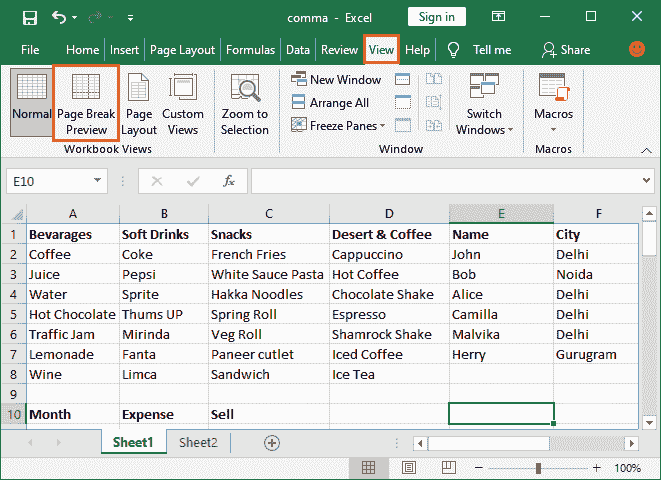 comma - Excel
Sign in
File Home Insert Page Layout Formulas Data Review View Help Tell me Share
Normal
Page Break
Preview
Page
Layout
Custom
Views
Workbook Views
Zoom to
Selection
New Window
Arrange All
Freeze Panes
Window
Switch
Windows
Macros
Macros
E10
fx
A B C D E F
1 Bevarages Soft Drinks Snacks Desert & Coffee Name City
2 Coffee Coke French Fries Cappuccino John Delhi
3 Juice Pepsi White Sauce Pasta Hot Coffee Bob Noida
4 Water Sprite Hakka Noodles Chocolate Shake Alice Delhi
5 Hot Chocolate Thums UP Spring Roll Espresso Camilla Delhi
6 Traffic Jam Mirinda Veg Roll Shamrock Shake Malvika Delhi
7 Lemonade Fanta Paneer cutlet Iced Coffee Herry Gurugram
8 Wine Limca Sandwich Ice Tea
9
10 Month Expense Sell
Sheet1 Sheet2
100%